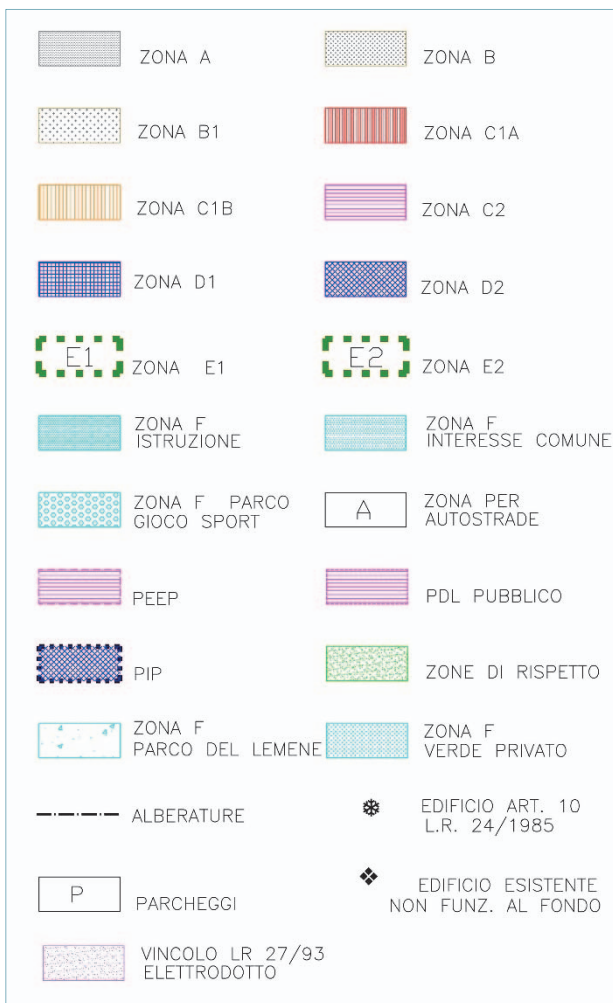 ZONA A
ZONA B
ZONA B1
ZONA C1A
ZONA C1B
ZONA C2
ZONA D1
ZONA D2
E1 ZONA E1
E2 ZONA E2
ZONA F
ISTRUZIONE
ZONA F
INTERESSE COMUNE
ZONA F PARCO
GIOCO SPORT
A
ZONA PER
AUTOSTRADE
PEEP
PDL PUBBLICO
PIP
ZONE DI RISPETTO
ZONA F
PARCO DEL LEMENE
ZONA F
VERDE PRIVATO
ALBERATURE
EDIFICIO ART. 10
L.R. 24/1985
P PARCHEGGI
EDIFICIO ESISTENTE
NON FUNZ. AL FONDO
VINCOLO LR 27/93
ELETTRODOTTO